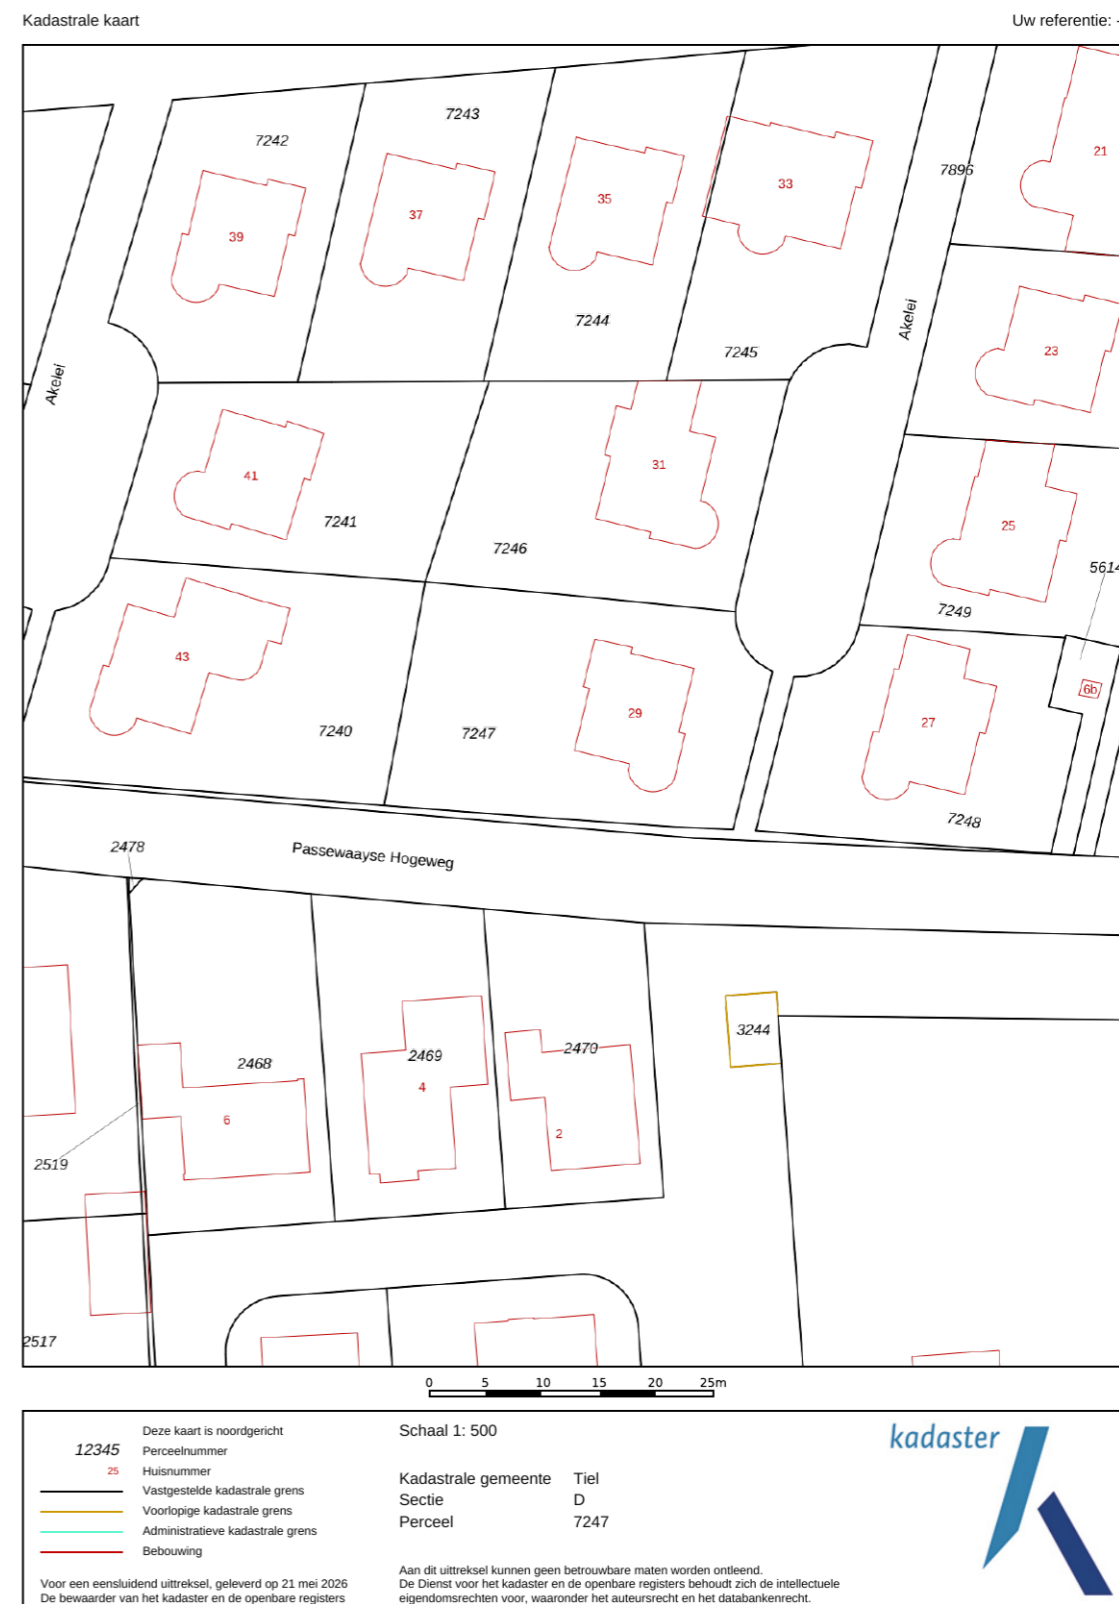 Kadastrale kaart
Uw referentie: -
7243
7242
7896
21
33
35
37
39
Akelei
7244
7245
23
Akelei
31
41
7241
7246
25
5614
7249
43
6b
29
27
7240
7247
7248
2478
Passewaayse Hogeweg
3244
2470
2469
2468
4
6
2
2519
2517
0 5 10 15 20 25m
Deze kaart is noordgericht
12345 Perceelnummer
25 Huisnummer
Vastgestelde kadastrale grens
Voorlopige kadastrale grens
Administratieve kadastrale grens
Bebouwing
Voor een eensluidend uittreksel, geleverd op 21 mei 2026
De bewaarder van het kadaster en de openbare registers
Schaal 1: 500
Kadastrale gemeente Tiel
Sectie D
Perceel 7247
Aan dit uittreksel kunnen geen betrouwbare maten worden ontleend.
De Dienst voor het kadaster en de openbare registers behoudt zich de intellectuele
eigendomsrechten voor, waaronder het auteursrecht en het databankenrecht.
kadaster